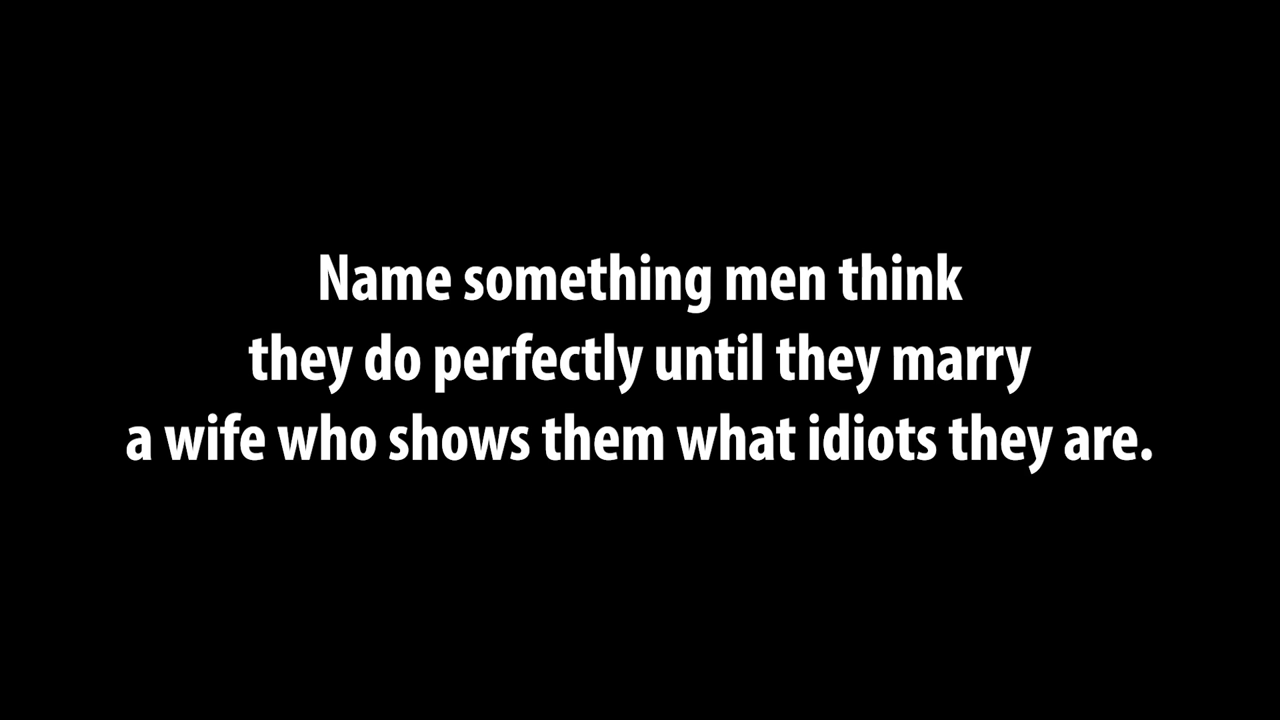 Name something men think
they do perfectly until they marry
a wife who shows them what idiots they are.